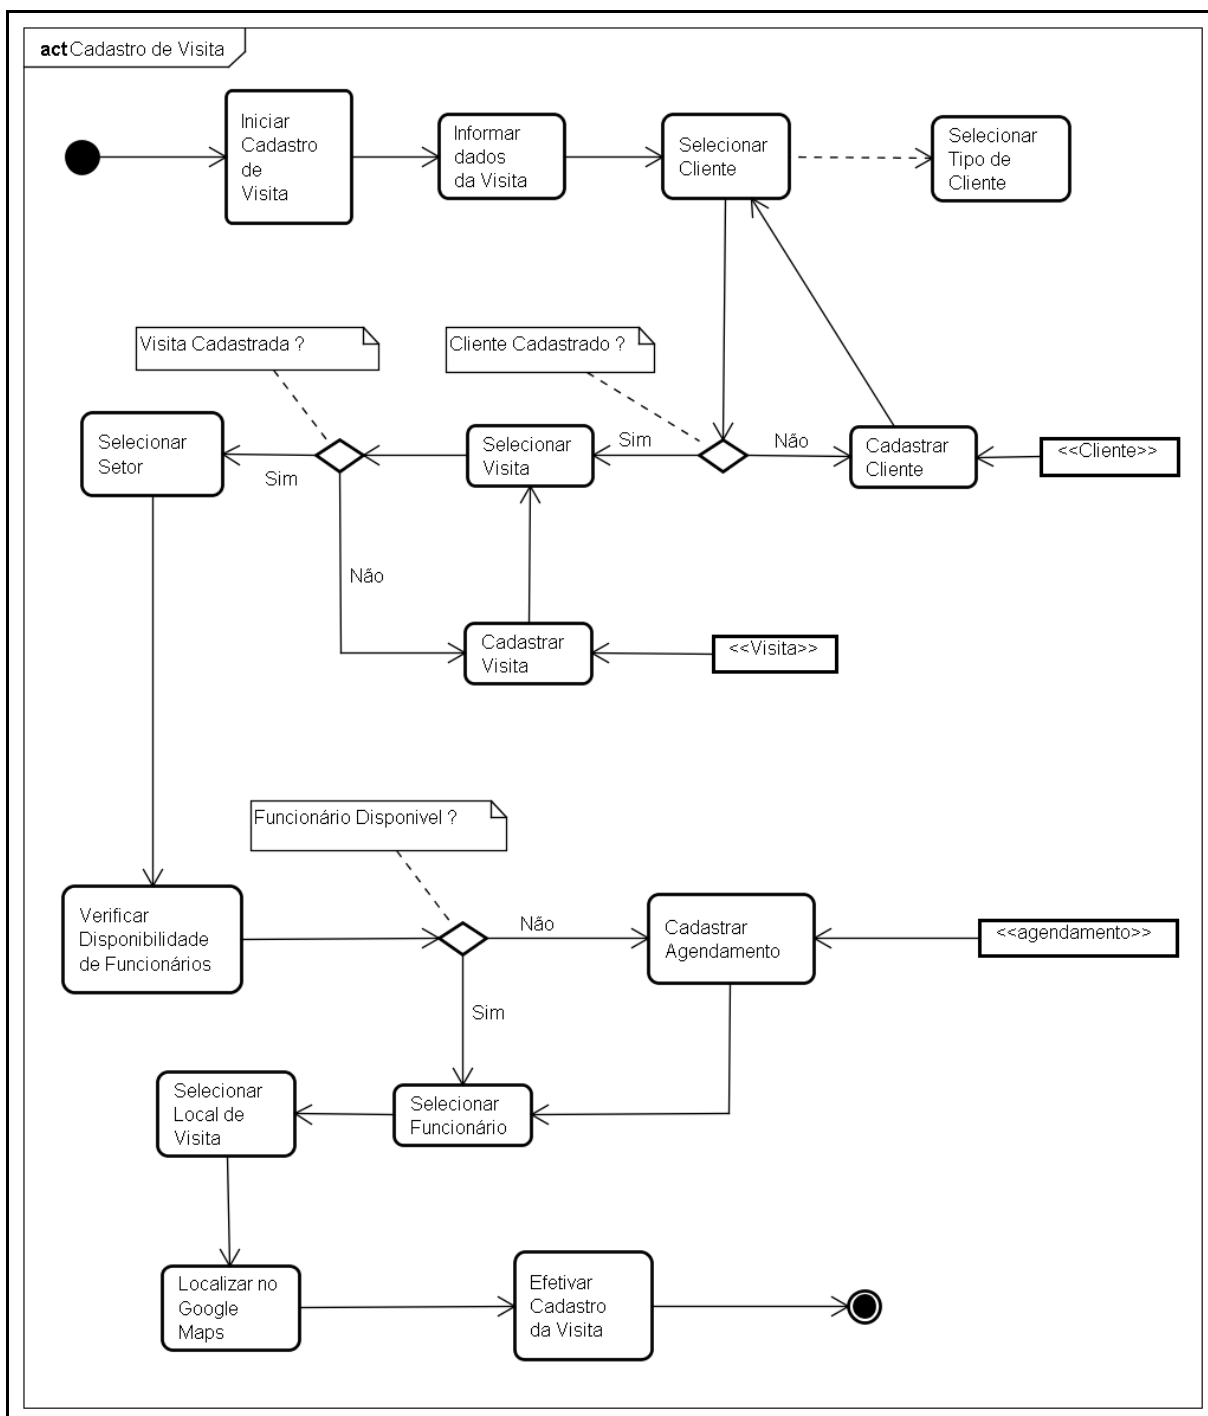 act Cadastro de Visita
Iniciar
Cadastro
de
Visita
Informar
dados
da Visita
Selecionar
Cliente
Selecionar
Tipo de
Cliente
Visita Cadastrada ?
Cliente Cadastrado ?
Selecionar
Setor
Sim
Selecionar
Visita
Sim
Não
Cadastrar
Cliente
<<Cliente>>
Não
Cadastrar
Visita
<<Visita>>
Funcionário Disponivel ?
Verificar
Disponibilidade
de Funcionários
Não
Cadastrar
Agendamento
<<agendamento>>
Sim
Selecionar
Local de
Visita
Selecionar
Funcionário
Localizar no
Google
Maps
Efetivar
Cadastro
da Visita